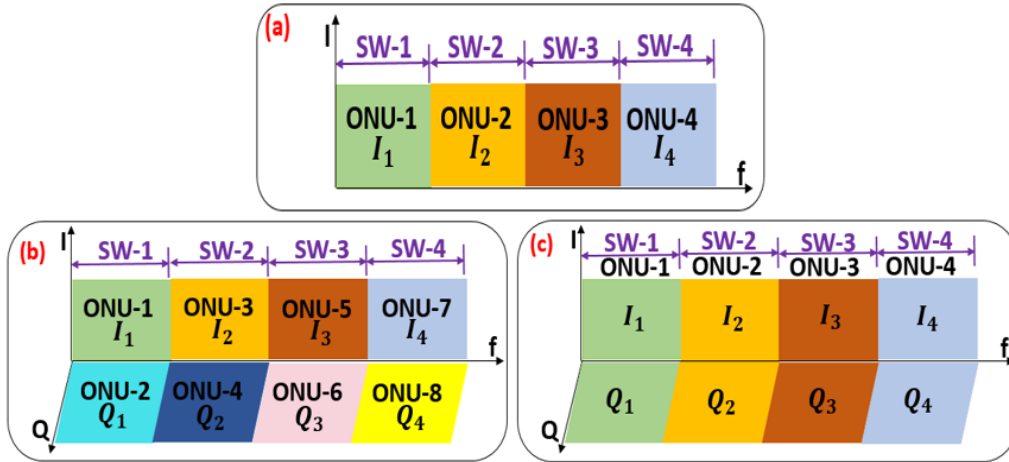 (a)
I
SW-1 SW-2 SW-3 SW-4
ONU-1 ONU-2 ONU-3 ONU-4
I₁ I₂ I₃ I₄
f
(b)
I
SW-1 SW-2 SW-3 SW-4
ONU-1 ONU-3 ONU-5 ONU-7
I₁ I₂ I₃ I₄
f
ONU-2 ONU-4 ONU-6 ONU-8
Q₁ Q₂ Q₃ Q₄
Q
(c)
I
SW-1 SW-2 SW-3 SW-4
ONU-1 ONU-2 ONU-3 ONU-4
I₁ I₂ I₃ I₄
f
Q₁ Q₂ Q₃ Q₄
Q